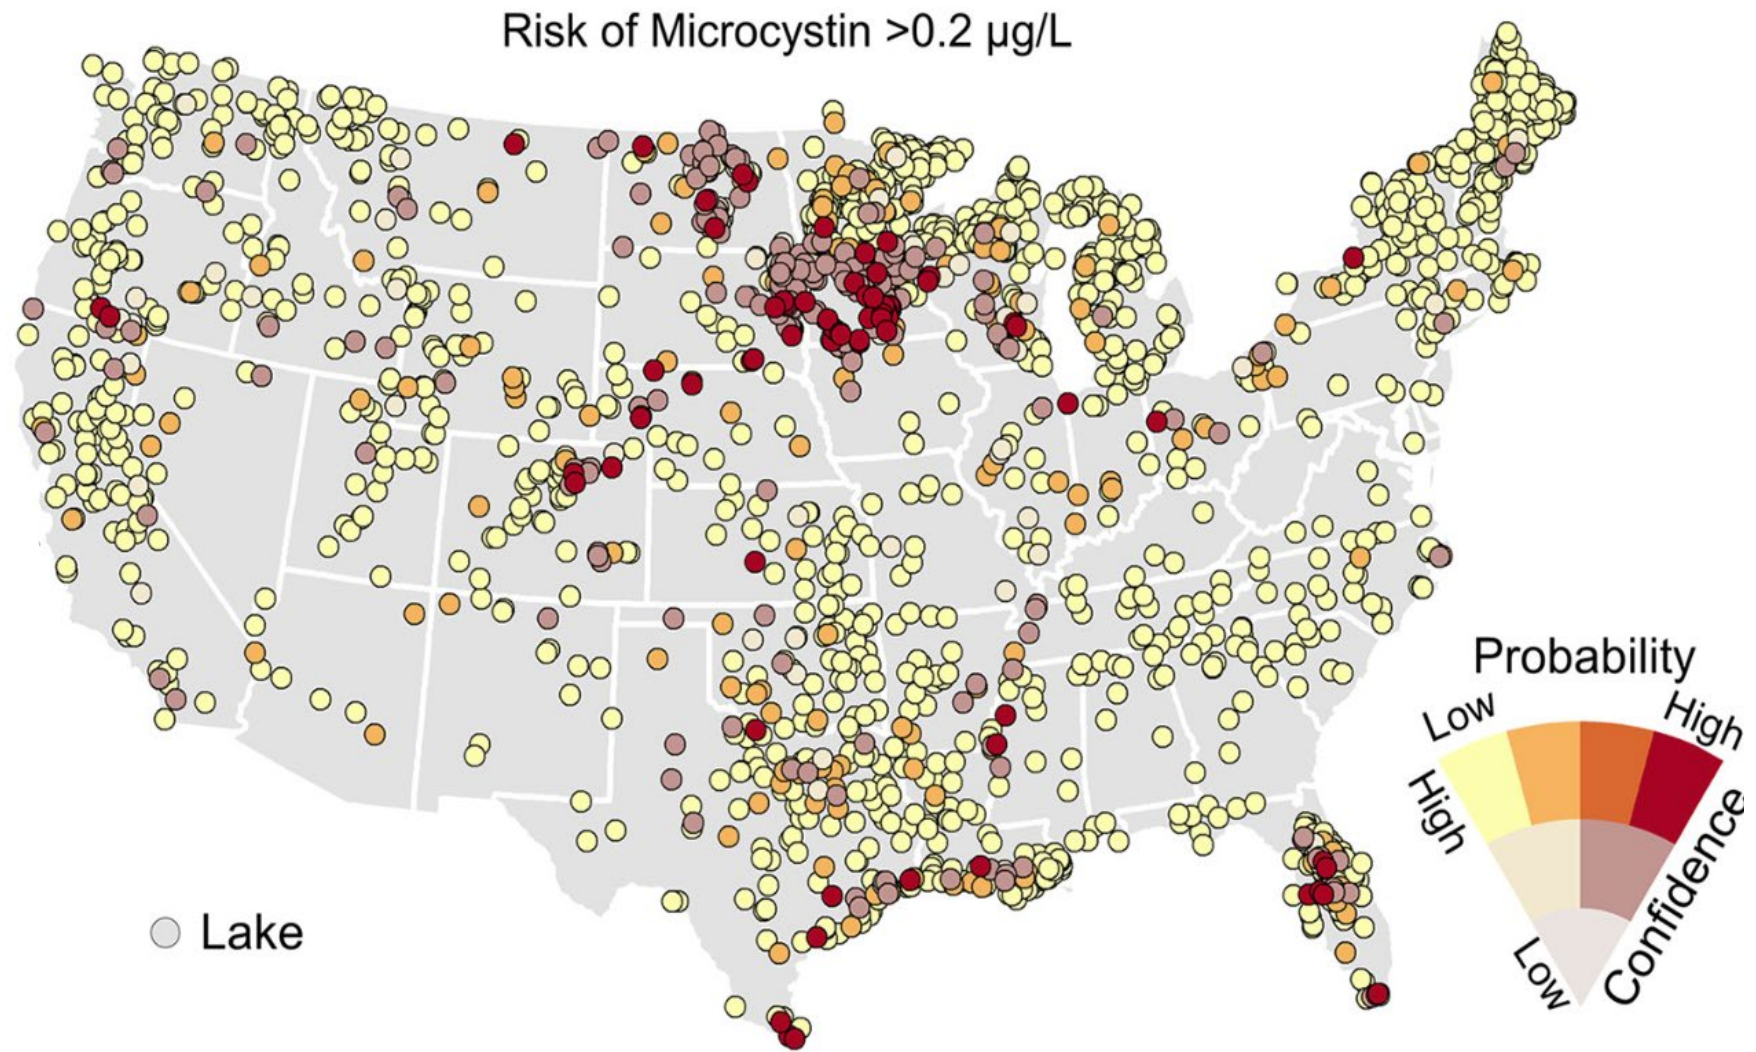 Risk of Microcystin >0.2 µg/L
Probability
Low
High
High
Low
Confidence
Lake